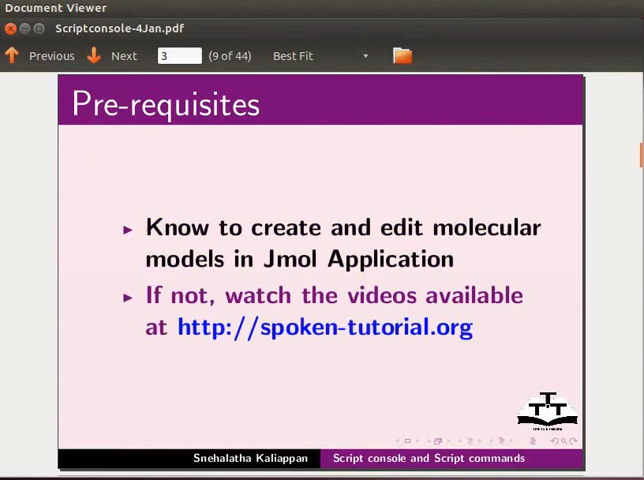 Document Viewer
Scriptconsole-4Jan.pdf
Previous Next 3 (9 of 44) Best Fit
Pre-requisites
Know to create and edit molecular
models in Jmol Application
If not, watch the videos available
at http://spoken-tutorial.org
Snehalatha Kaliappan Script console and Script commands